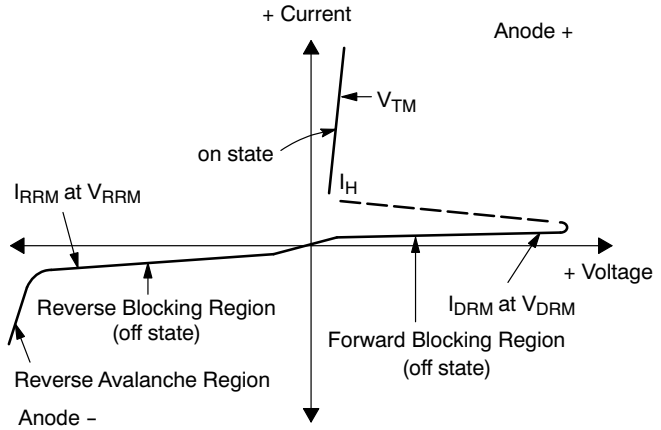 + Current
Anode +
V_TM
on state
I_H
I_RRM at V_RRM
+ Voltage
Reverse Blocking Region
(off state)
I_DRM at V_DRM
Forward Blocking Region
(off state)
Reverse Avalanche Region
Anode –